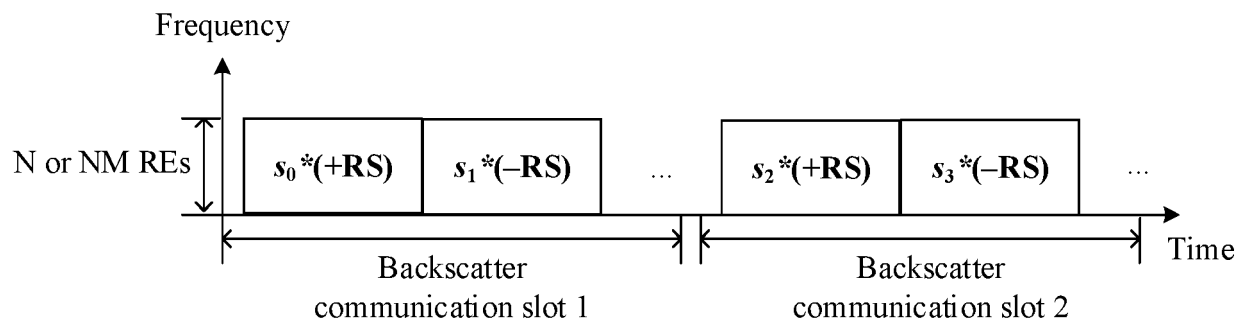 Frequency
N or NM REs
s₀*(+RS)
s₁*(–RS)
...
s₂*(+RS)
s₃*(–RS)
...
Time
Backscatter
communication slot 1
Backscatter
communication slot 2